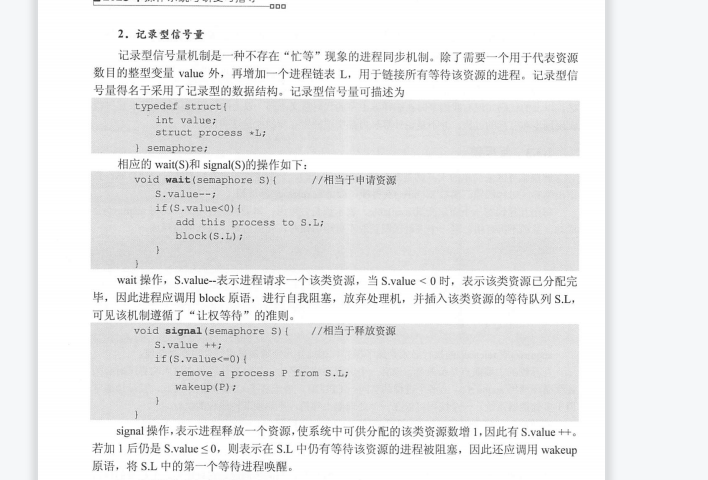 2. 记录型信号量
记录型信号量机制是一种不存在“忙等”现象的进程同步机制。除了需要一个用于代表资源
数目的整型变量 value 外，再增加一个进程链表 L，用于链接所有等待该资源的进程。记录型信
号量得名于采用了记录型的数据结构。记录型信号量可描述为
typedef struct{
int value;
struct process *L;
} semaphore;
相应的 wait(S)和 signal(S)的操作如下：
void wait(semaphore S){ //相当于申请资源
S.value--;
if(S.value<0){
add this process to S.L;
block(S.L);
}
}
wait 操作，S.value--表示进程请求一个该类资源，当 S.value < 0 时，表示该类资源已分配完
毕，因此进程应调用 block 原语，进行自我阻塞，放弃处理机，并插入该类资源的等待队列 S.L，
可见该机制遵循了“让权等待”的准则。
void signal(semaphore S){ //相当于释放资源
S.value ++;
if(S.value<=0){
remove a process P from S.L;
wakeup(P);
}
}
signal 操作，表示进程释放一个资源，使系统中可供分配的该类资源数增 1，因此有 S.value ++。
若加 1 后仍是 S.value ≤ 0，则表示在 S.L 中仍有等待该资源的进程被阻塞，因此还应调用 wakeup
原语，将 S.L 中的第一个等待进程唤醒。